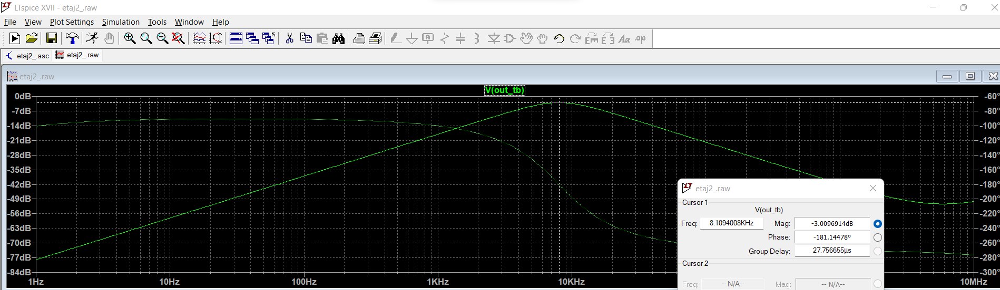 LTspice XVII - etaj2_.raw
File View Plot Settings Simulation Tools Window Help
etaj2_.asc etaj2_.raw
etaj2_.raw
V(out_tb)
0dB -60°
-7dB -80°
-14dB -100°
-21dB -120°
-28dB -140°
-35dB -160°
-42dB -180°
-49dB -200°
-56dB -220°
-63dB -240°
-70dB -260°
-77dB -280°
-84dB -300°
1Hz 10Hz 100Hz 1KHz 10KHz 10MHz
etaj2_.raw
Cursor 1
V(out_tb)
Freq: 8.1094008KHz Mag: -3.0096914dB
Phase: -181.14478°
Group Delay: 27.756655µs
Cursor 2
Freq: -- N/A-- Mag: -- N/A--